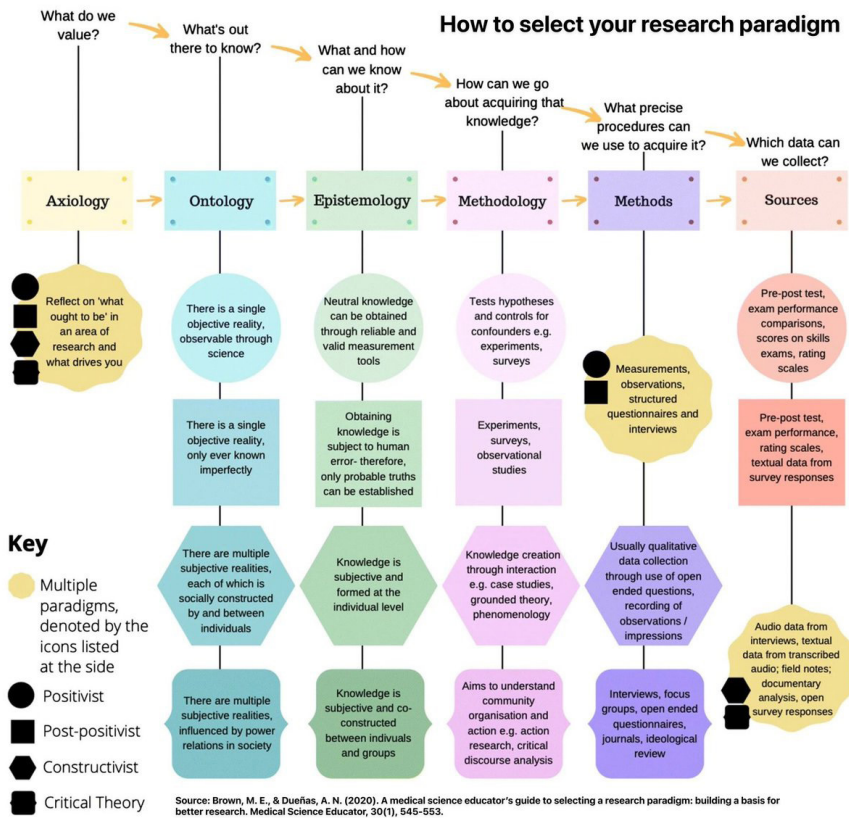 How to select your research paradigm
What do we
value?
What's out
there to know?
What and how
can we know
about it?
How can we go
about acquiring that
knowledge?
What precise
procedures can
we use to acquire it?
Which data can
we collect?
Axiology
Ontology
Epistemology
Methodology
Methods
Sources
Reflect on 'what
ought to be' in
an area of
research and
what drives you
There is a single
objective reality,
observable through
science
Neutral knowledge
can be obtained
through reliable and
valid measurement
tools
Tests hypotheses
and controls for
confounders e.g.
experiments,
surveys
Measurements,
observations,
structured
questionnaires and
interviews
Pre-post test,
exam performance
comparisons,
scores on skills
exams, rating
scales
There is a single
objective reality,
only ever known
imperfectly
Obtaining
knowledge is
subject to human
error- therefore,
only probable truths
can be established
Experiments,
surveys,
observational
studies
Pre-post test,
exam performance,
rating scales,
textual data from
survey responses
There are multiple
subjective realities,
each of which is
socially constructed
by and between
individuals
Knowledge is
subjective and
formed at the
individual level
Knowledge creation
through interaction
e.g. case studies,
grounded theory,
phenomenology
Usually qualitative
data collection
through use of open
ended questions,
recording of
observations /
impressions
Audio data from
interviews, textual
data from transcribed
audio; field notes;
documentary
analysis, open
survey responses
There are multiple
subjective realities,
influenced by power
relations in society
Knowledge is
subjective and co-
constructed
between indivuals
and groups
Aims to understand
community
organisation and
action e.g. action
research, critical
discourse analysis
Interviews, focus
groups, open ended
questionnaires,
journals, ideological
review
Key
Multiple
paradigms,
denoted by the
icons listed
at the side
Positivist
Post-positivist
Constructivist
Critical Theory
Source: Brown, M. E., & Dueñas, A. N. (2020). A medical science educator's guide to selecting a research paradigm: building a basis for
better research. Medical Science Educator, 30(1), 545-553.